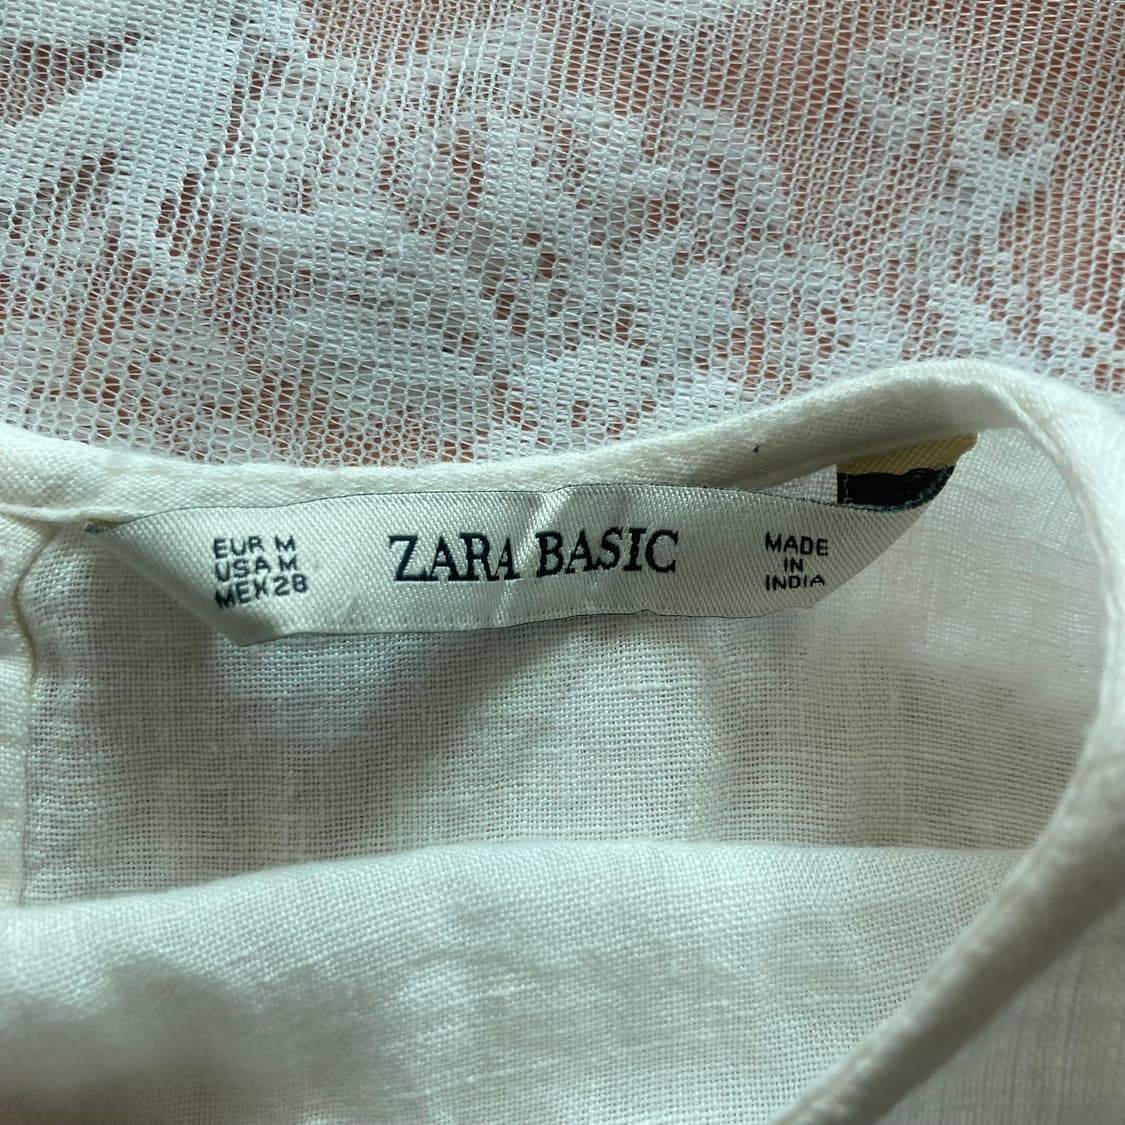 EUR M
USA M
MEX 28
ZARA BASIC
MADE
IN
INDIA